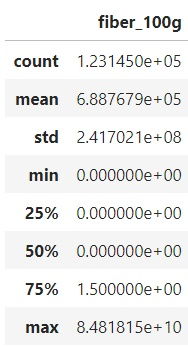 fiber_100g
count 1.231450e+05
mean 6.887679e+05
std 2.417021e+08
min 0.000000e+00
25% 0.000000e+00
50% 0.000000e+00
75% 1.500000e+00
max 8.481815e+10